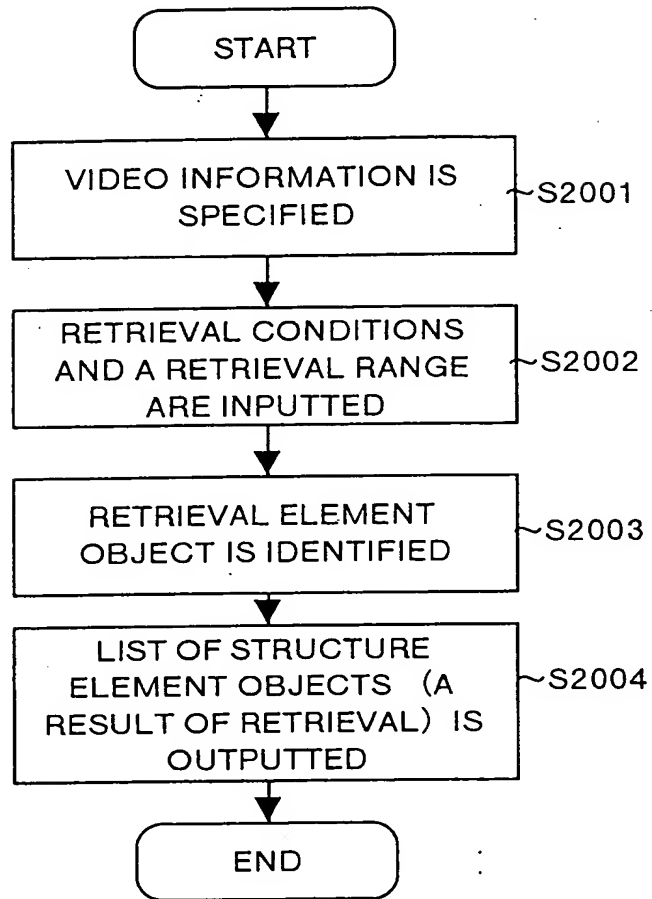 START
VIDEO INFORMATION IS
SPECIFIED
S2001
RETRIEVAL CONDITIONS
AND A RETRIEVAL RANGE
ARE INPUTTED
S2002
RETRIEVAL ELEMENT
OBJECT IS IDENTIFIED
S2003
LIST OF STRUCTURE
ELEMENT OBJECTS (A
RESULT OF RETRIEVAL) IS
OUTPUTTED
S2004
END